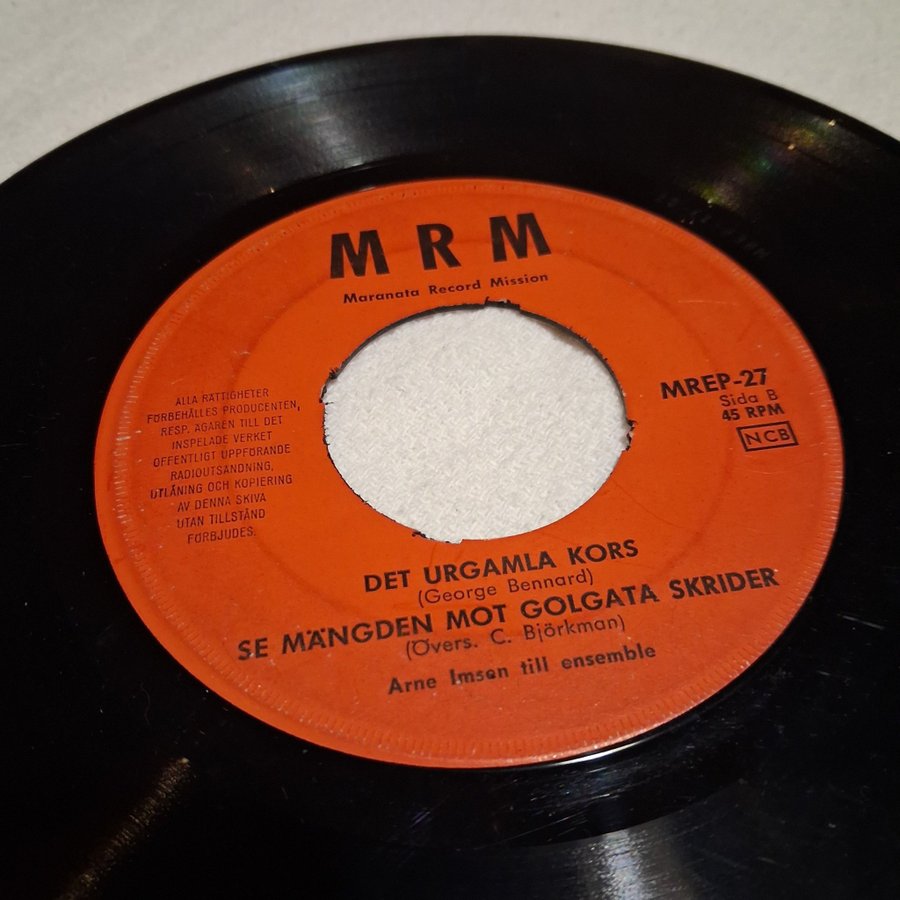 MRM
Maranata Record Mission
ALLA RÄTTIGHETER
FÖRBEHÅLLES PRODUCENTEN,
RESP. ÄGAREN TILL DET
INSPELADE VERKET
OFFENTLIGT UPPFÖRANDE
RADIOUTSÄNDNING,
UTLÅNING OCH KOPIERING
AV DENNA SKIVA
UTAN TILLSTÅND
FÖRBJUDES.
MREP-27
Sida B
45 RPM
NCB
DET URGAMLA KORS
(George Bennard)
SE MÄNGDEN MOT GOLGATA SKRIDER
(Övers. C. Björkman)
Arne Imsen till ensemble